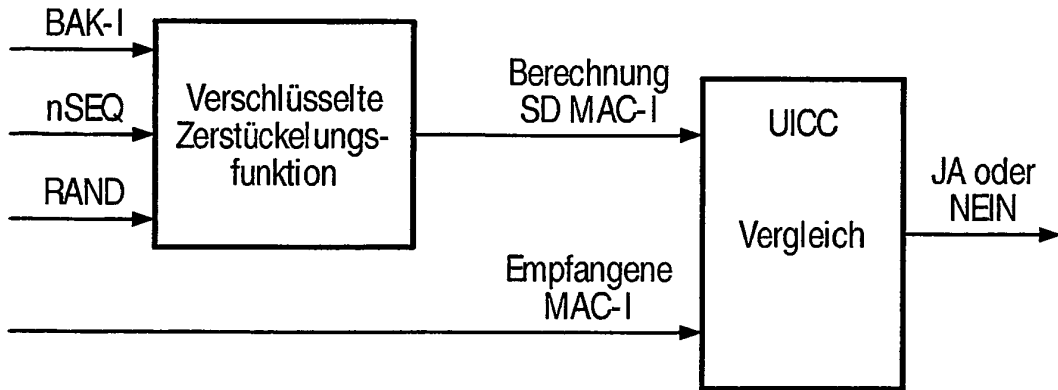 BAK-I
nSEQ
RAND
Verschlüsselte
Zerstückelungs-
funktion
Berechnung
SD MAC-I
Empfangene
MAC-I
UICC
Vergleich
JA oder
NEIN